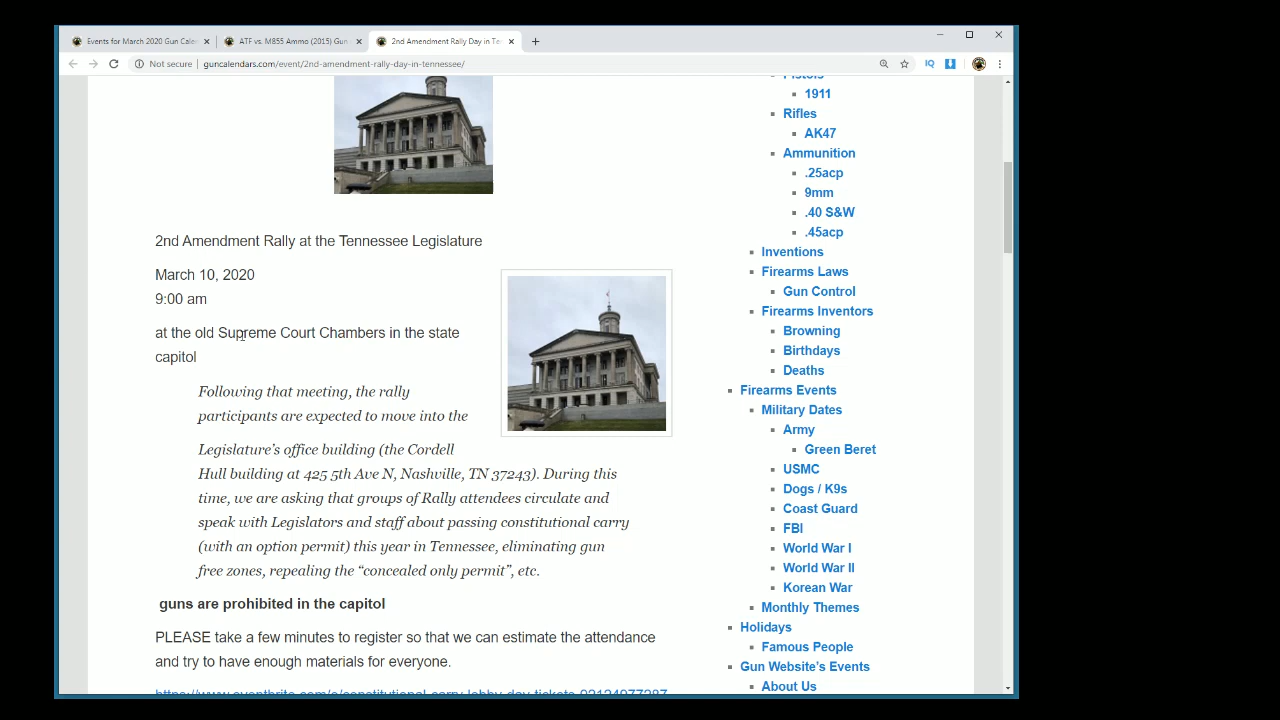 Events for March 2020 Gun Cale
ATF vs. M855 Ammo (2015) Gun
2nd Amendment Rally Day in Te
Not secure
guncalendars.com/event/2nd-amendment-rally-day-in-tennessee/
IQ
2nd Amendment Rally at the Tennessee Legislature
March 10, 2020
9:00 am
at the old Supreme Court Chambers in the state
capitol
Following that meeting, the rally
participants are expected to move into the
Legislature’s office building (the Cordell
Hull building at 425 5th Ave N, Nashville, TN 37243). During this
time, we are asking that groups of Rally attendees circulate and
speak with Legislators and staff about passing constitutional carry
(with an option permit) this year in Tennessee, eliminating gun
free zones, repealing the “concealed only permit”, etc.
guns are prohibited in the capitol
PLEASE take a few minutes to register so that we can estimate the attendance
and try to have enough materials for everyone.
Pistols
1911
Rifles
AK47
Ammunition
.25acp
9mm
.40 S&W
.45acp
Inventions
Firearms Laws
Gun Control
Firearms Inventors
Browning
Birthdays
Deaths
Firearms Events
Military Dates
Army
Green Beret
USMC
Dogs / K9s
Coast Guard
FBI
World War I
World War II
Korean War
Monthly Themes
Holidays
Famous People
Gun Website’s Events
About Us